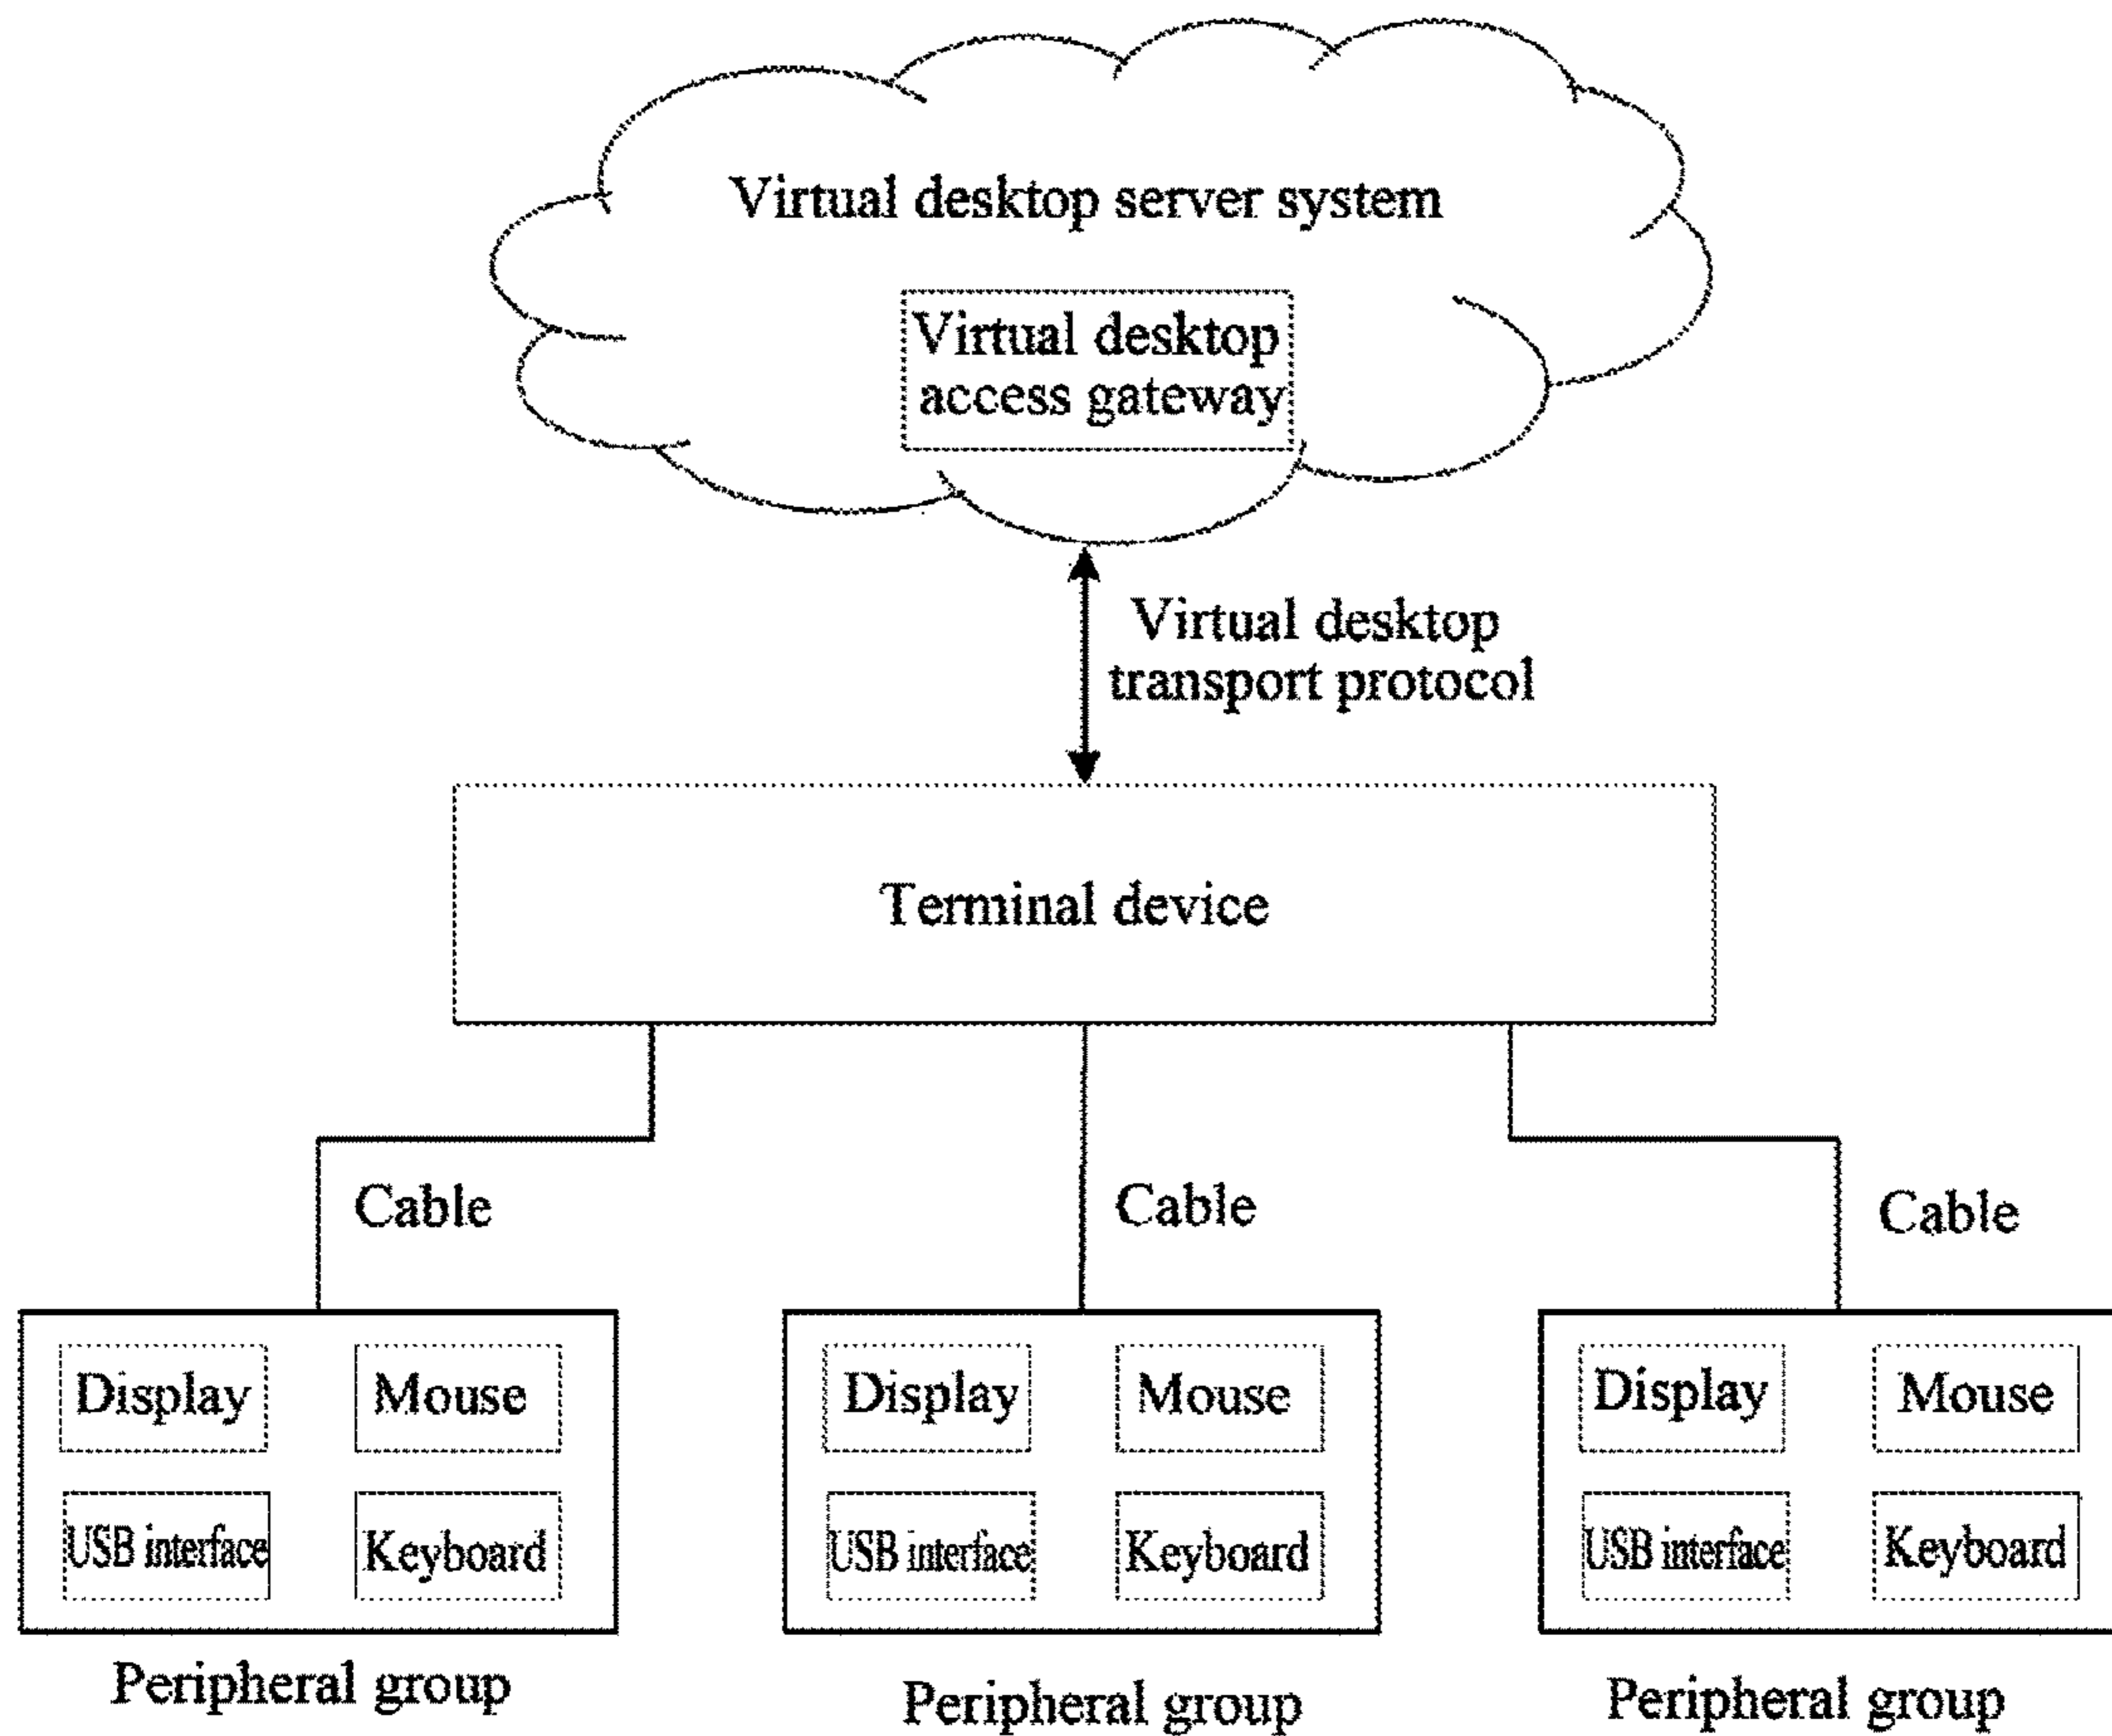 Virtual desktop server system
Virtual desktop
access gateway
Virtual desktop
transport protocol
Terminal device
Cable
Cable
Cable
Display
Mouse
USB interface
Keyboard
Peripheral group
Display
Mouse
USB interface
Keyboard
Peripheral group
Display
Mouse
USB interface
Keyboard
Peripheral group